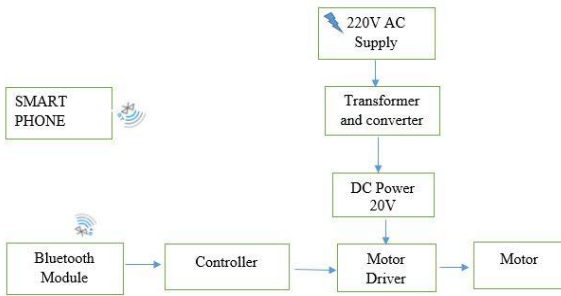 220V AC
Supply
SMART
PHONE
Transformer
and converter
DC Power
20V
Bluetooth
Module
Controller
Motor
Driver
Motor